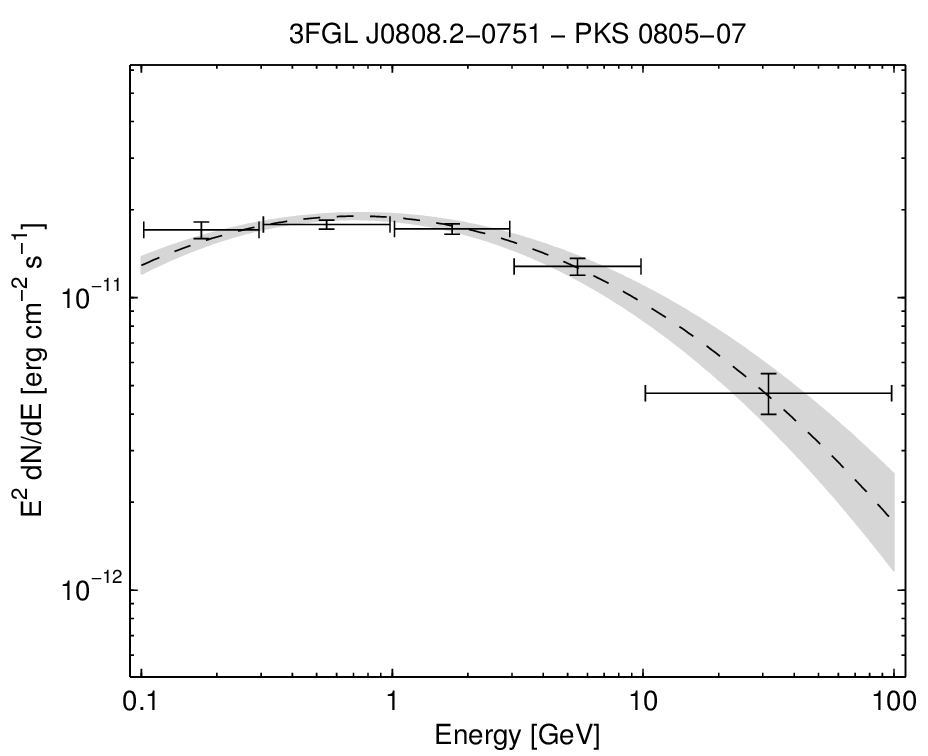 3FGL J0808.2−0751 − PKS 0805−07
E² dN/dE [erg cm⁻² s⁻¹]
10⁻¹¹
10⁻¹²
0.1 1 10 100
Energy [GeV]